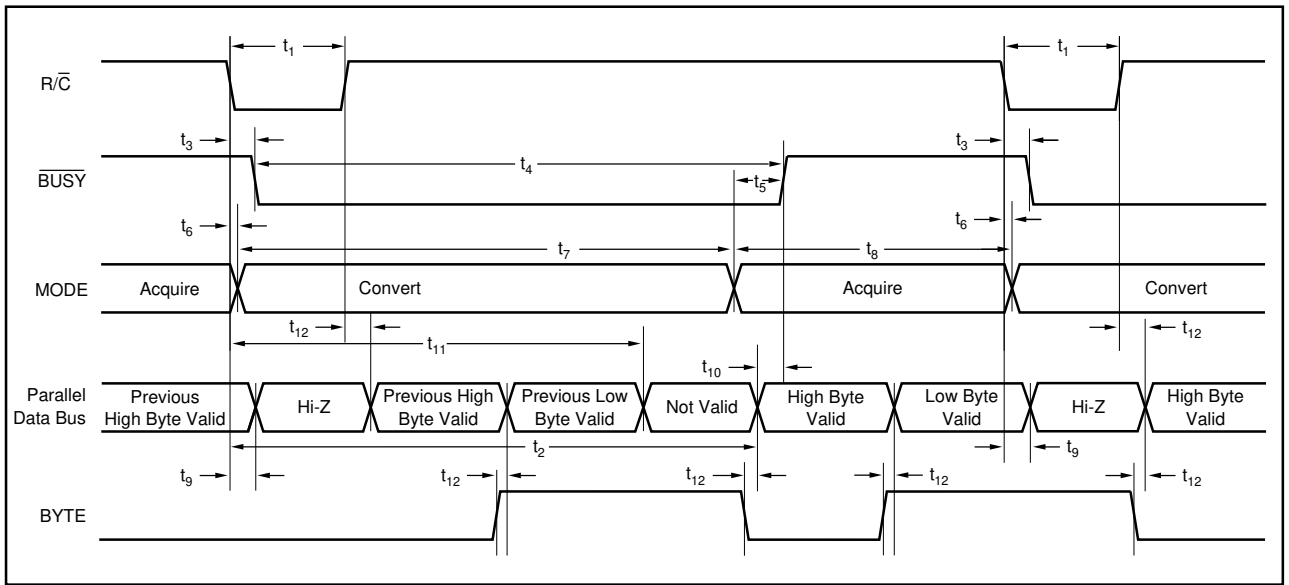 t1 t1
R/C̅
t3 t4 t3
B̅U̅S̅Y̅ t5
t6 t6
t7 t8
MODE Acquire Convert Acquire Convert
t12 t12
t11
t10
Parallel Data Bus
Previous High Byte Valid
Hi-Z
Previous High Byte Valid
Previous Low Byte Valid
Not Valid
High Byte Valid
Low Byte Valid
Hi-Z
High Byte Valid
t2
t9 t9
t12 t12 t12 t12
BYTE